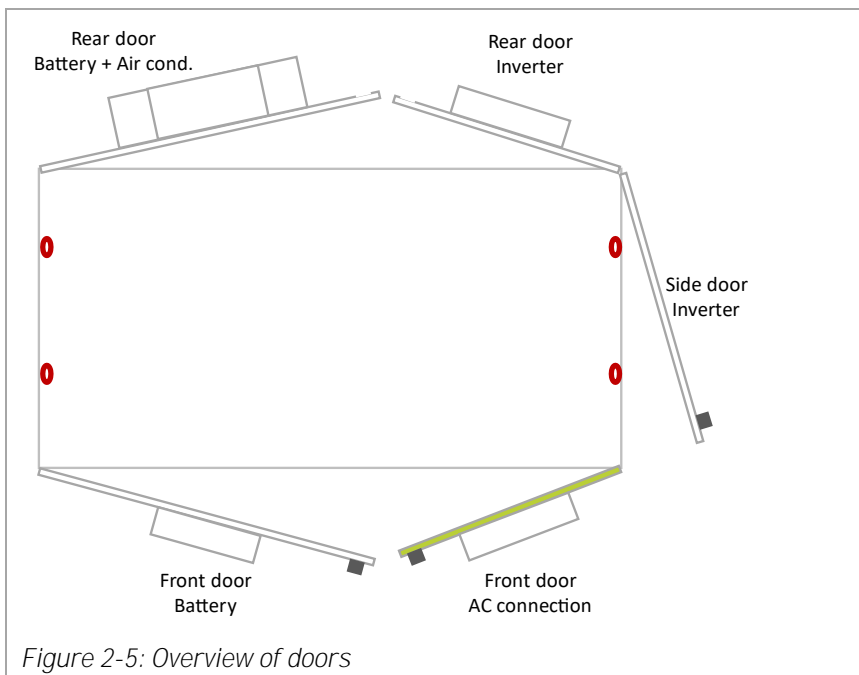 Rear door
Battery + Air cond.
Rear door
Inverter
Side door
Inverter
Front door
Battery
Front door
AC connection
Figure 2-5: Overview of doors